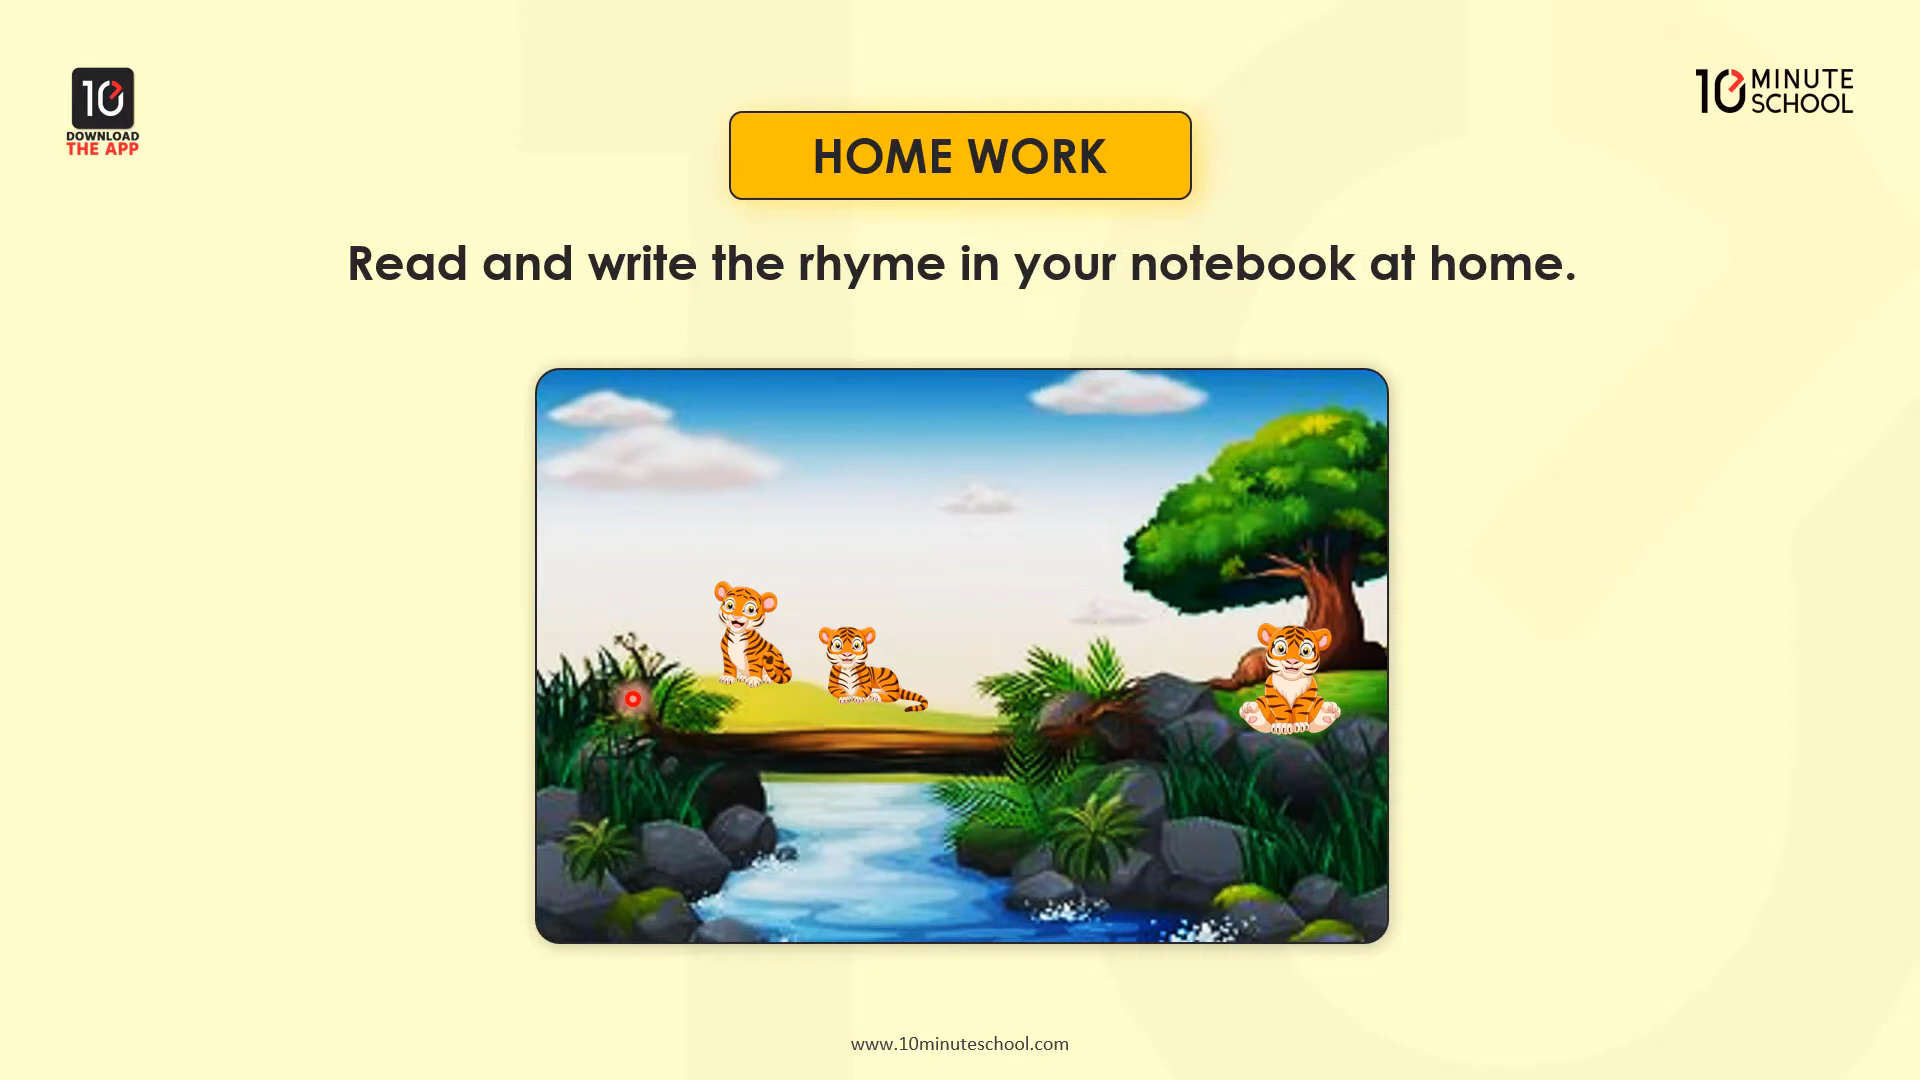 10
DOWNLOAD
THE APP
10 MINUTE
SCHOOL
HOME WORK
Read and write the rhyme in your notebook at home.
www.10minuteschool.com